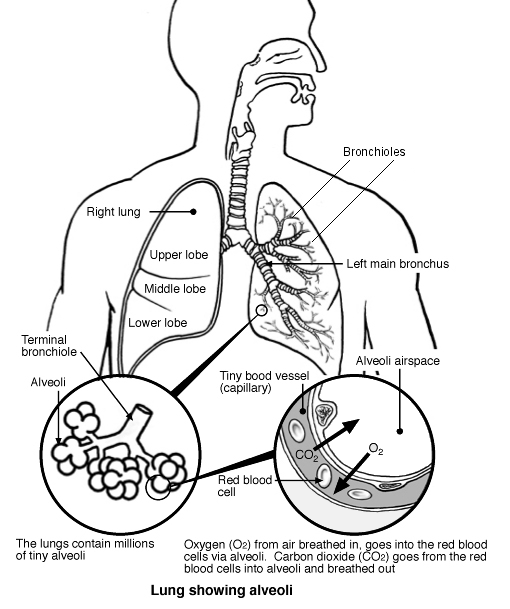 Bronchioles
Right lung
Left main bronchus
Upper lobe
Middle lobe
Lower lobe
Terminal
bronchiole
Alveoli
Tiny bood vessel
(capillary)
Alveoli airspace
CO2
O2
Red blood
cell
The lungs contain millions
of tiny alveoli
Oxygen (O2) from air breathed in, goes into the red blood
cells via alveoli. Carbon dioxide (CO2) goes from the red
blood cells into alveoli and breathed out
Lung showing alveoli